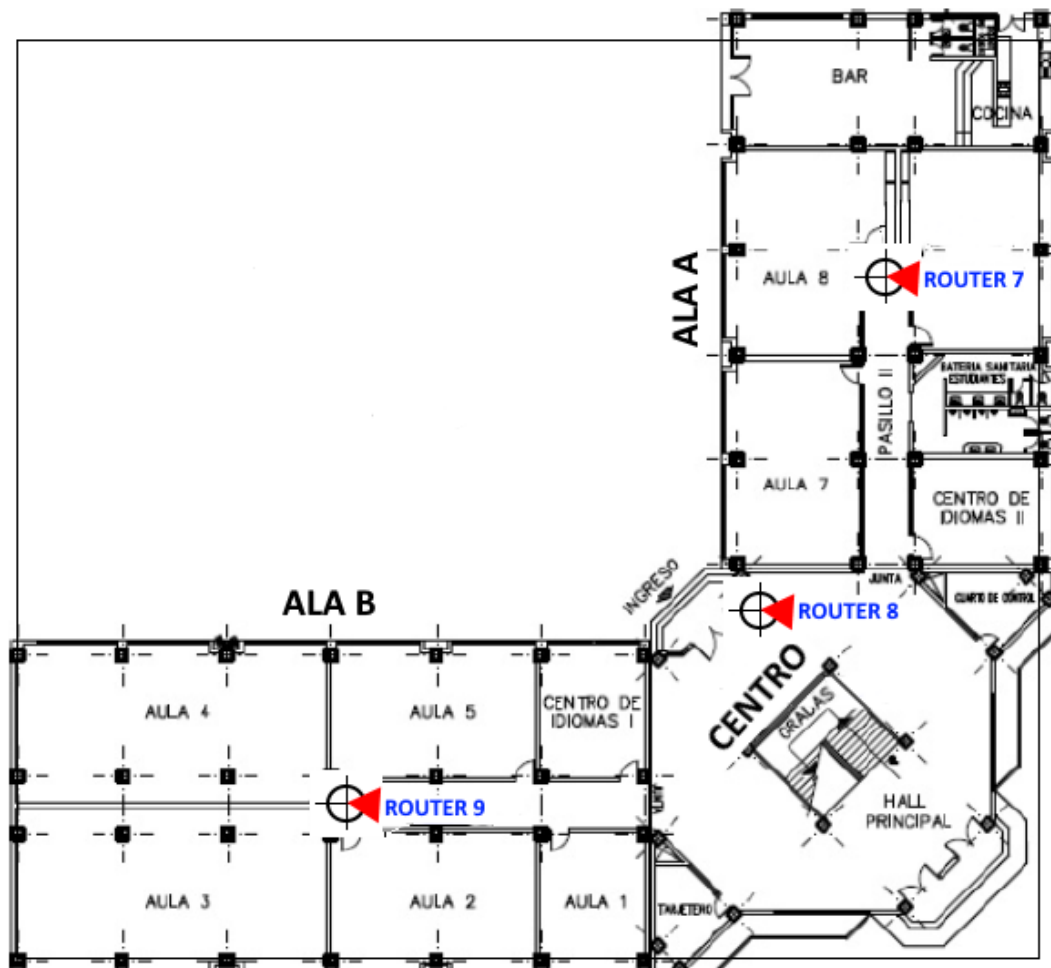 BAR
COCINA
ALA A
AULA 8
ROUTER 7
BATERIA SANITARIA
ESTUDIANTES
PASILLO II
AULA 7
CENTRO DE
IDIOMAS II
INGRESO
JUNTA
CUARTO DE CONTROL
ALA B
ROUTER 8
CENTRO
GRADAS
AULA 4
AULA 5
CENTRO DE
IDIOMAS I
ROUTER 9
JUNTA
HALL
PRINCIPAL
AULA 3
AULA 2
AULA 1
TARJETERO